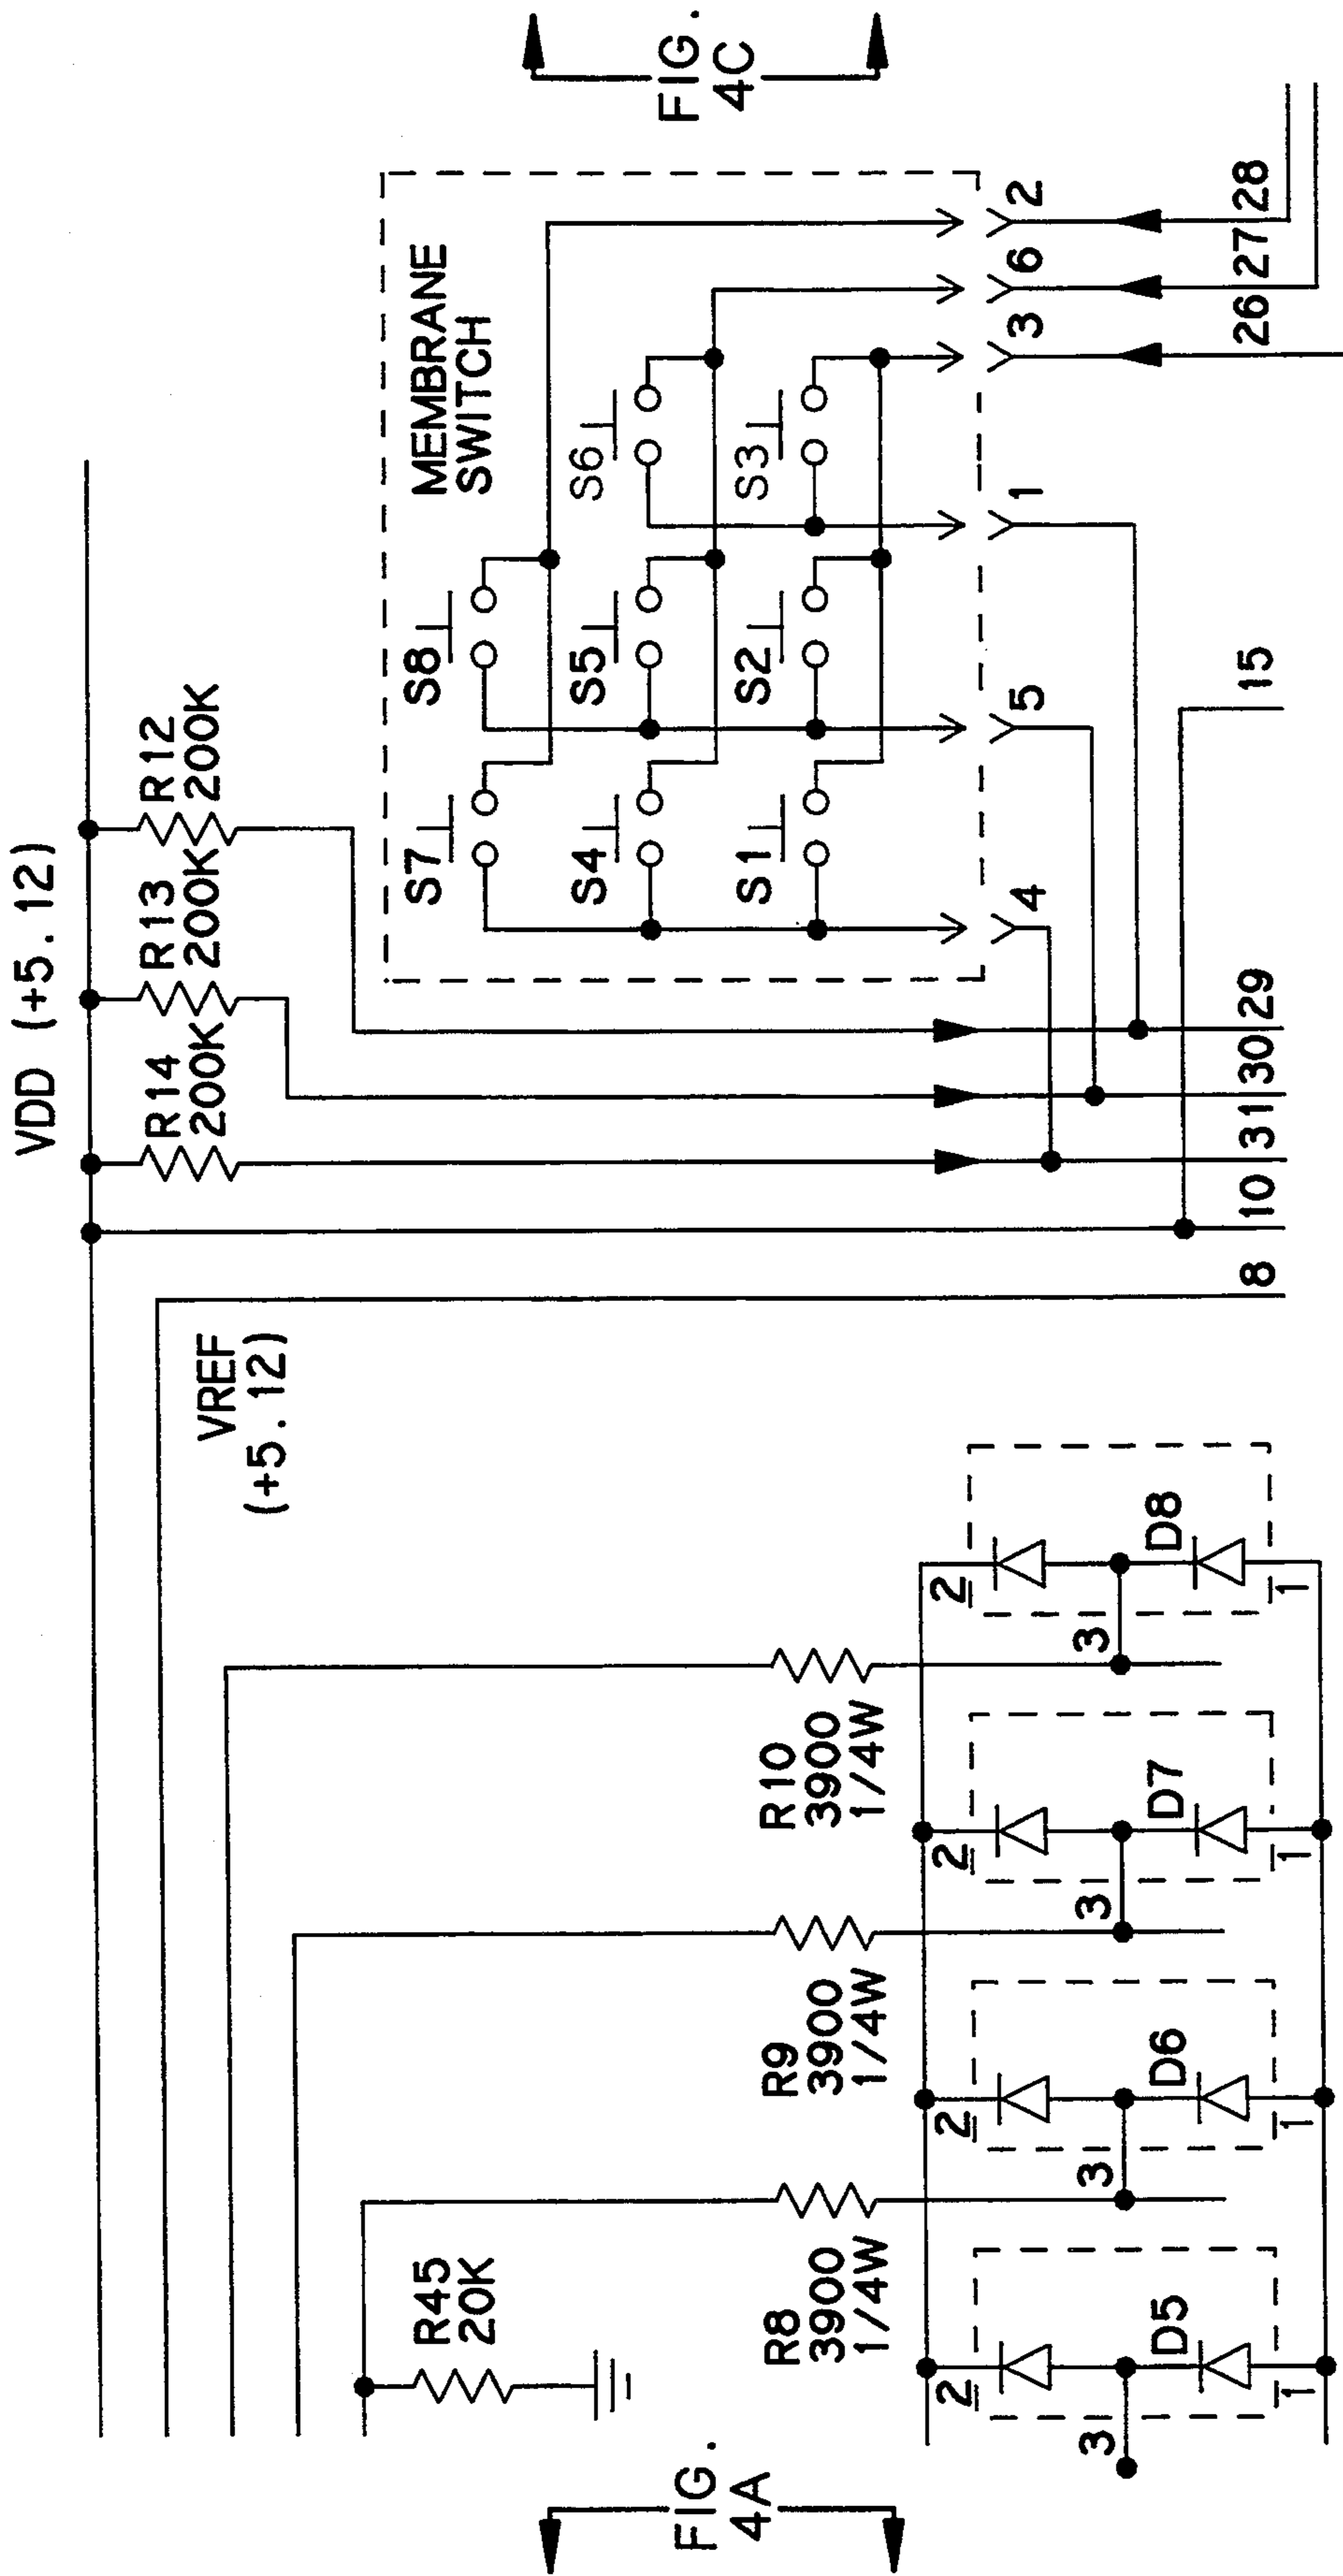 VDD (+5.12)
R14
200K
R13
200K
R12
200K
VREF
(+5.12)
MEMBRANE
SWITCH
S7
S8
S4
S5
S6
S1
S2
S3
4
5
1
3
6
2
8
10
31
30
29
15
26
27
28
FIG.
4C
FIG.
4A
R45
20K
R8
3900
1/4W
R9
3900
1/4W
R10
3900
1/4W
2
3
D5
1
2
3
D6
1
2
3
D7
1
2
3
D8
1